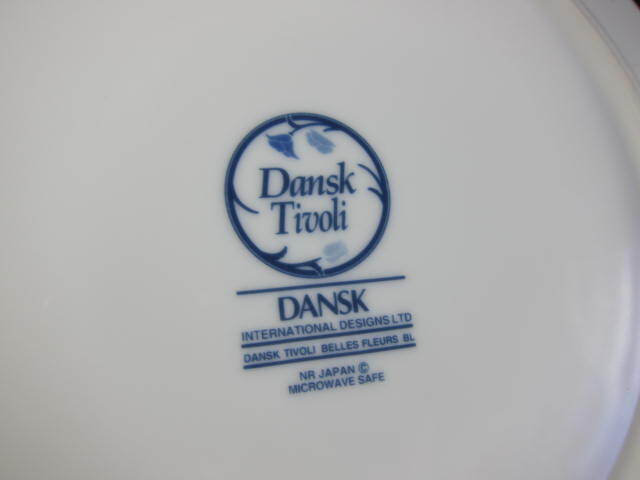 Dansk
Tivoli
DANSK
INTERNATIONAL DESIGNS LTD
DANSK TIVOLI BELLES FLEURS BL
NR JAPAN ©
MICROWAVE SAFE